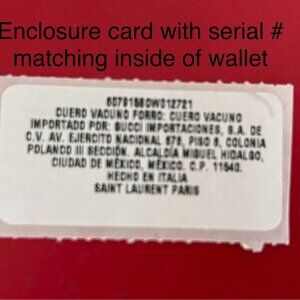 Enclosure card with serial #
matching inside of wallet
CUERO VACUNO FORRO: CUERO VACUNO
IMPORTADO POR: GUCCI IMPORTACIONES, S.A. DE
C.V. AV. EJERCITO NACIONAL PISO COLONIA
POLANCO III SECCIÓN, ALCALDÍA MIGUEL HIDALGO,
CIUDAD DE MÉXICO, MÉXICO. C.P. 11540.
HECHO EN ITALIA
SAINT LAURENT PARIS